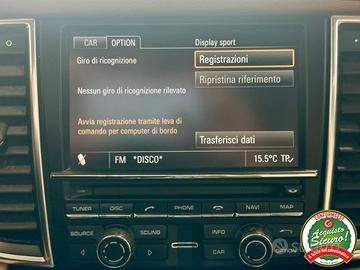 CAR OPTION Display sport
Giro di ricognizione Registrazioni
Ripristina riferimento
Nessun giro di ricognizione rilevato
Avvia registrazione tramite leva di
comando per computer di bordo
Trasferisci dati
FM *DISCO* 15.5°C TP
TUNER DISC PHONE NAVI MAP
SOURCE SOUND INFO
CAR
Acquisto
Sicuro!